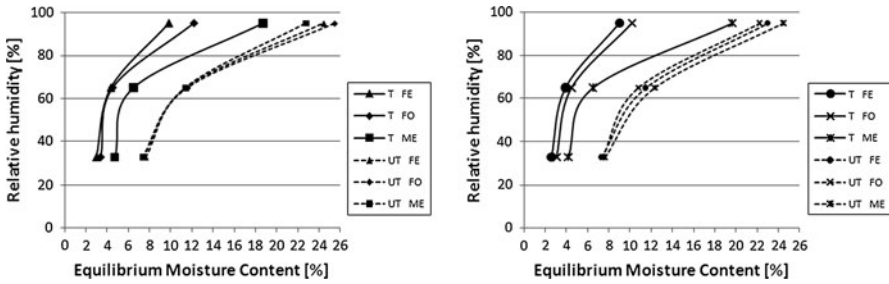 100
80
60
40
20
0
Relative humidity [%]
0 2 4 6 8 10 12 14 16 18 20 22 24 26
Equilibrium Moisture Content [%]
T FE
T FO
T ME
UT FE
UT FO
UT ME
100
80
60
40
20
0
Relative humidity [%]
0 2 4 6 8 10 12 14 16 18 20 22 24 26
Equilibrium Moisture Content [%]
T FE
T FO
T ME
UT FE
UT FO
UT ME